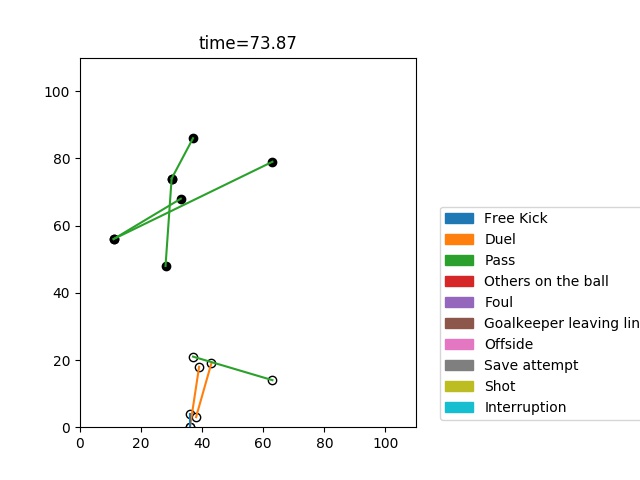 time=73.87
100
80
60
40
20
0
0 20 40 60 80 100
Free Kick
Duel
Pass
Others on the ball
Foul
Goalkeeper leaving lin
Offside
Save attempt
Shot
Interruption